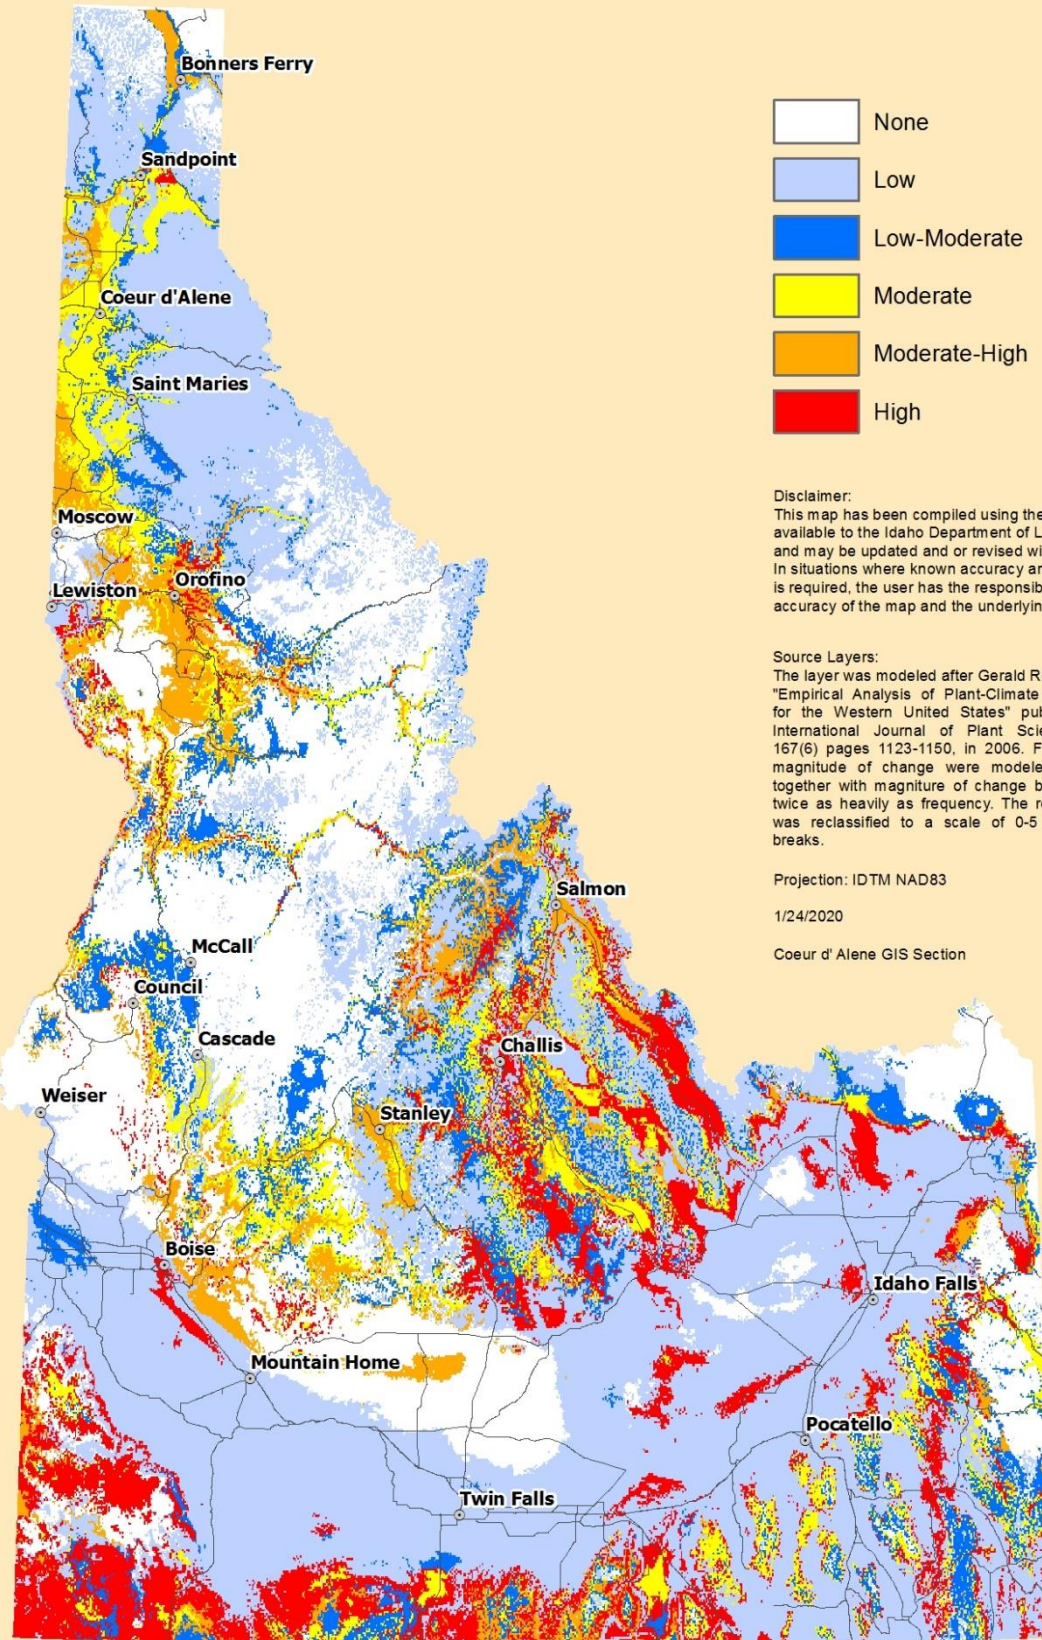 Bonners Ferry
None
Sandpoint
Low
Low-Moderate
Coeur d'Alene
Moderate
Moderate-High
Saint Maries
High
Disclaimer:
This map has been compiled using the
available to the Idaho Department of L
and may be updated and or revised wi
In situations where known accuracy ar
is required, the user has the responsib
accuracy of the map and the underlyin
Moscow
Orofino
Lewiston
Source Layers:
The layer was modeled after Gerald R
"Empirical Analysis of Plant-Climate
for the Western United States" pub
International Journal of Plant Scie
167(6) pages 1123-1150, in 2006. F
magnitude of change were modele
together with magniture of change b
twice as heavily as frequency. The r
was reclassified to a scale of 0-5
breaks.
Projection: IDTM NAD83
Salmon
1/24/2020
McCall
Coeur d' Alene GIS Section
Council
Cascade
Challis
Weiser
Stanley
Boise
Idaho Falls
Mountain Home
Pocatello
Twin Falls